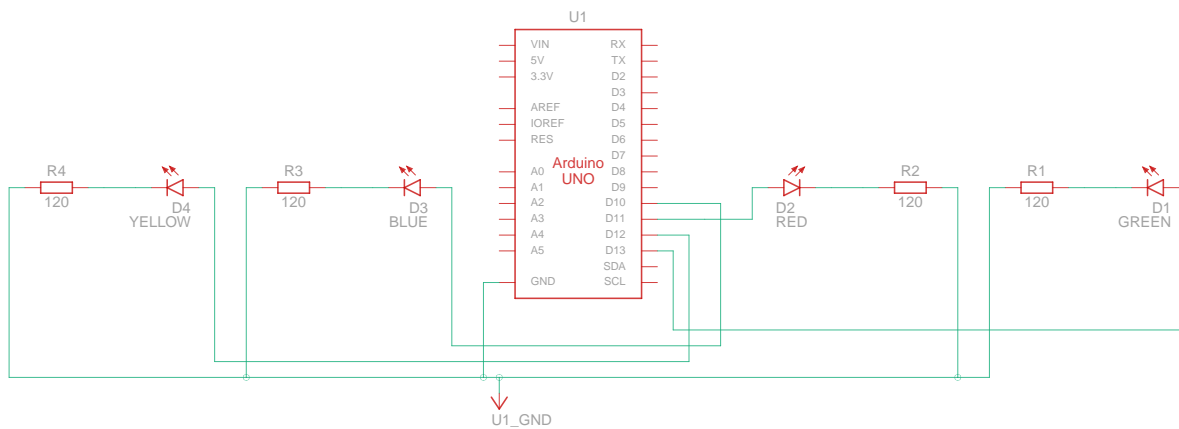 U1
VIN
5V
3.3V
AREF
IOREF
RES
A0
A1
A2
A3
A4
A5
GND
RX
TX
D2
D3
D4
D5
D6
D7
D8
D9
D10
D11
D12
D13
SDA
SCL
Arduino
UNO
R4
120
D4
YELLOW
R3
120
D3
BLUE
D2
RED
R2
120
R1
120
D1
GREEN
U1_GND